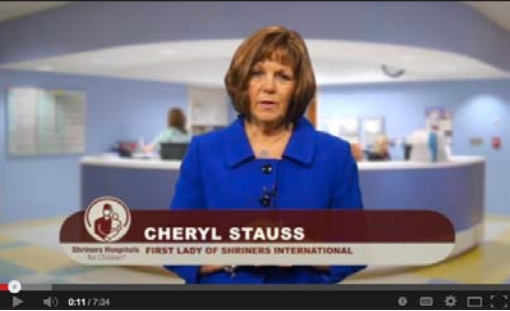 CHERYL STAUSS
Shriners Hospitals
for Children®
FIRST LADY OF SHRINERS INTERNATIONAL
0:11 / 7:34